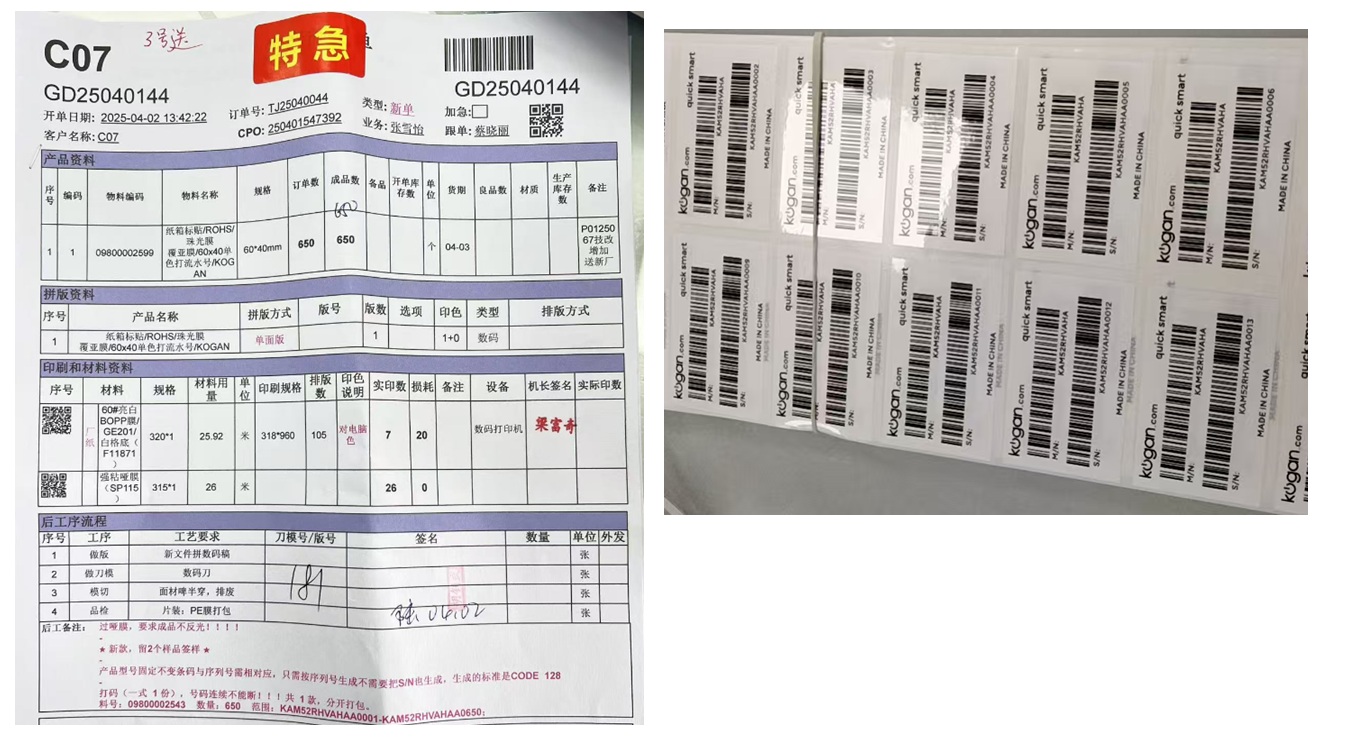 C07
3号送
特急
单
GD25040144
GD25040144
开单日期: 2025-04-02 13:42:22
订单号: TJ25040044
类型: 新单
加急:
客户名称: C07
CPO: 250401547392
业务: 张雪怡
跟单: 蔡晓丽
产品资料
序号 编码 物料编码 物料名称 规格 订单数 成品数 备品 开单库存数 单位 货期 良品数 材质 生产库存数 备注
650
1 1 09800002599 纸箱标贴/ROHS/珠光膜覆亚膜/60x40单色打流水号/KOGAN 60*40mm 650 650 个 04-03 P0125067技改增加送新厂
拼版资料
序号 产品名称 拼版方式 版号 版数 选项 印色 类型 排版方式
1 纸箱标贴/ROHS/珠光膜覆亚膜/60x40单色打流水号/KOGAN 单面版 1 1+0 数码
印刷和材料资料
序号 材料 规格 材料用量 单位 印刷规格 排版数 印色说明 实印数 损耗 备注 设备 机长签名 实际印数
厂纸 60#亮白BOPP膜/GE201/白格底（F11871） 320*1 25.92 米 318*960 105 对电脑色 7 20 数码打印机 梁富奇
强粘哑膜（SP115） 315*1 26 米 26 0
后工序流程
序号 工序 工艺要求 刀模号/版号 签名 数量 单位 外发
1 做版 新文件拼数码稿 张
2 做刀模 数码刀 张
181
3 模切 面材啤半穿，排废 张
4 品检 片装：PE膜打包 04.02 张
后工备注: 过哑膜，要求成品不反光！！！！
-
★ 新款，留2个样品签样 ★
-
产品型号固定不变条码与序列号需相对应，只需按序列号生成不需要把S/N也生成，生成的标准是CODE 128
-
打码（一式 1份），号码连续不能断！！！共 1款，分开打包。
料号: 09800002543 数量: 650 范围: KAM52RHVAHAA0001-KAM52RHVAHAA0650;
kogan.com quick smart
M/N: KAM52RHVAHA
S/N: KAM52RHVAHAA0002
MADE IN CHINA
kogan.com quick smart
M/N: KAM52RHVAHA
S/N: KAM52RHVAHAA0003
MADE IN CHINA
kogan.com quick smart
M/N: KAM52RHVAHA
S/N: KAM52RHVAHAA0004
MADE IN CHINA
kogan.com quick smart
M/N: KAM52RHVAHA
S/N: KAM52RHVAHAA0005
MADE IN CHINA
kogan.com quick smart
M/N: KAM52RHVAHA
S/N: KAM52RHVAHAA0006
MADE IN CHINA
kogan.com quick smart
M/N: KAM52RHVAHA
S/N: KAM52RHVAHAA0009
MADE IN CHINA
kogan.com quick smart
M/N: KAM52RHVAHA
S/N: KAM52RHVAHAA0010
MADE IN CHINA
kogan.com quick smart
M/N: KAM52RHVAHA
S/N: KAM52RHVAHAA0011
MADE IN CHINA
kogan.com quick smart
M/N: KAM52RHVAHA
S/N: KAM52RHVAHAA0012
MADE IN CHINA
kogan.com quick smart
M/N: KAM52RHVAHA
S/N: KAM52RHVAHAA0013
MADE IN CHINA
kogan.com